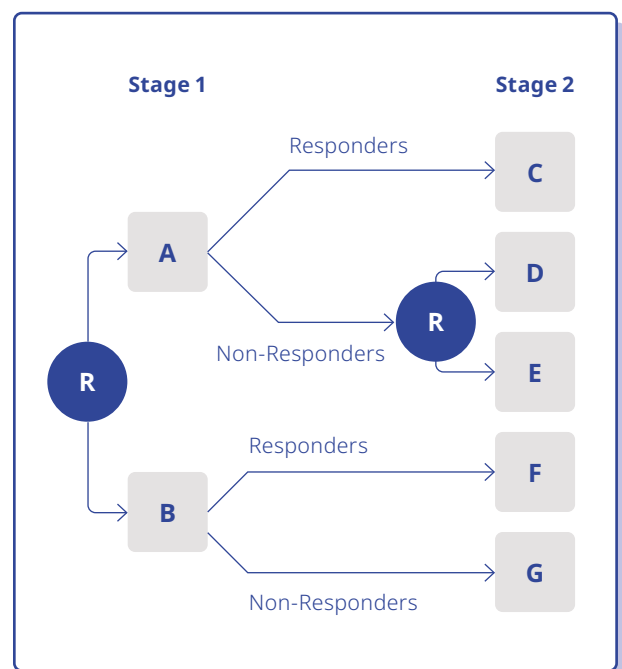 Stage 1
Stage 2
Responders
C
A
D
R
Non-Responders
E
R
Responders
F
B
G
Non-Responders